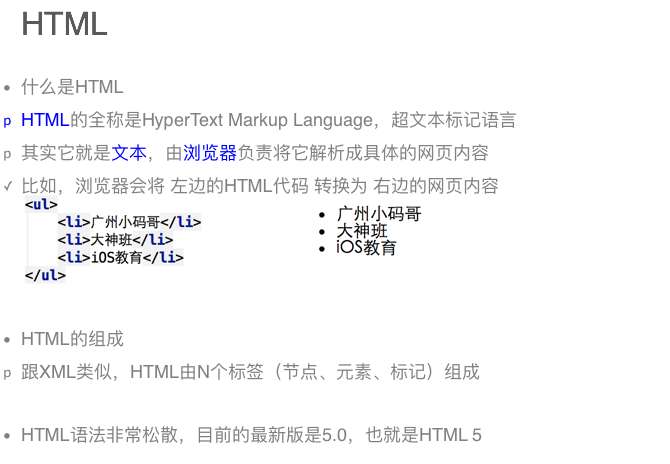 HTML
• 什么是HTML
p HTML的全称是HyperText Markup Language，超文本标记语言
p 其实它就是文本，由浏览器负责将它解析成具体的网页内容
✓ 比如，浏览器会将 左边的HTML代码 转换为 右边的网页内容
<ul>
<li>广州小码哥</li>
<li>大神班</li>
<li>iOS教育</li>
</ul>
• 广州小码哥
• 大神班
• iOS教育
• HTML的组成
p 跟XML类似，HTML由N个标签（节点、元素、标记）组成
• HTML语法非常松散，目前的最新版是5.0，也就是HTML 5